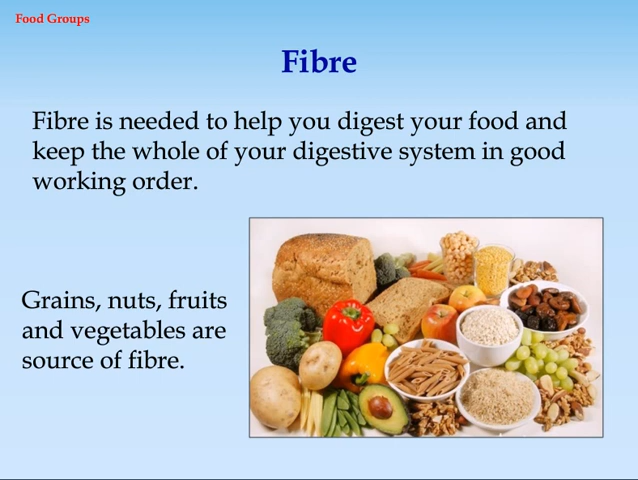 Food Groups
Fibre
Fibre is needed to help you digest your food and
keep the whole of your digestive system in good
working order.
Grains, nuts, fruits
and vegetables are
source of fibre.